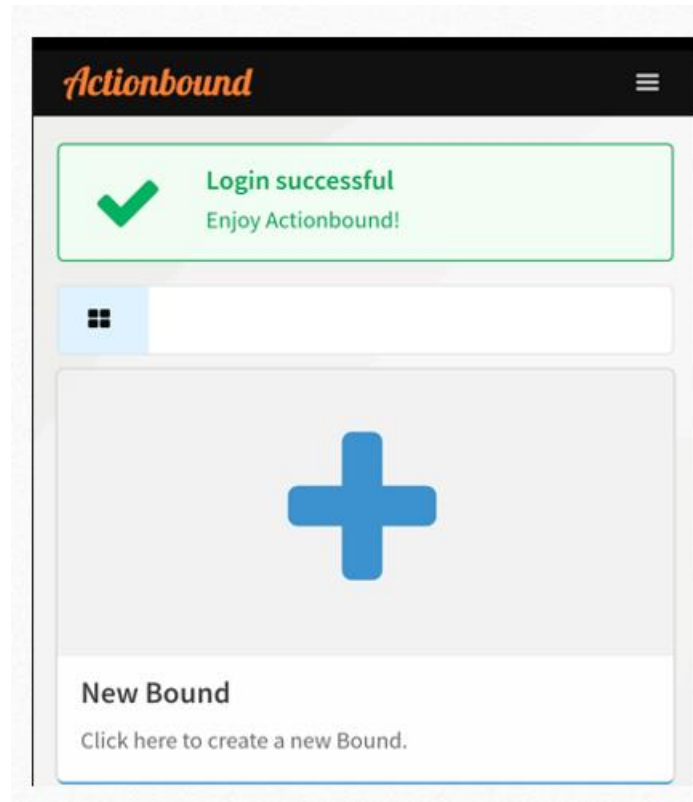 Actionbound
Login successful
Enjoy Actionbound!
New Bound
Click here to create a new Bound.